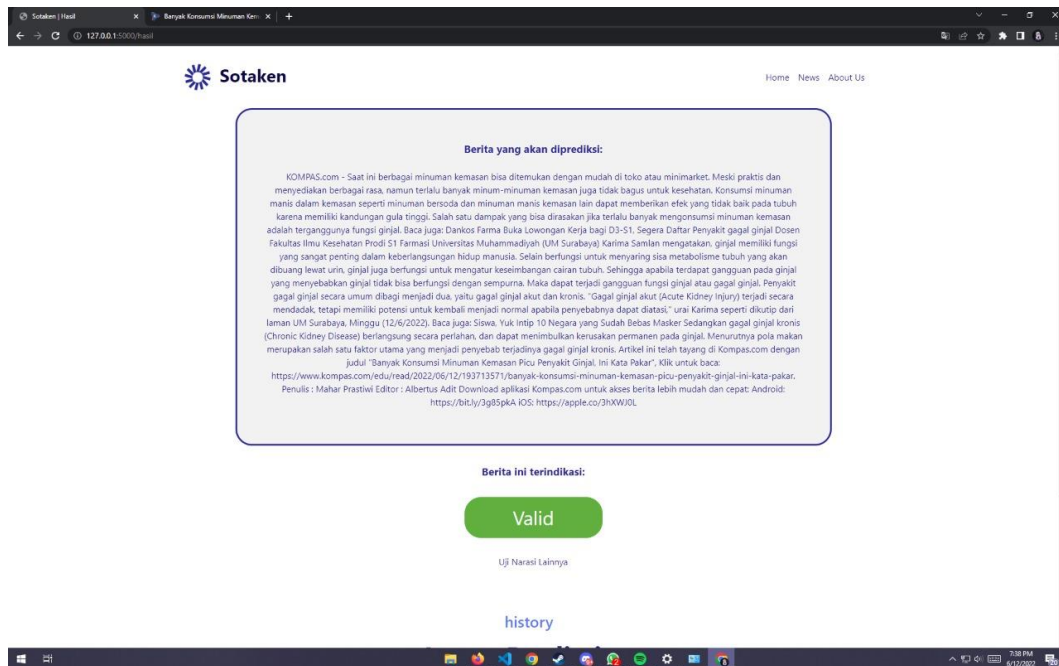 Sotaken | Hasil
Banyak Konsumsi Minuman Kem
127.0.0.1:5000/hasil
Sotaken
Home News About Us
Berita yang akan diprediksi:
KOMPAS.com - Saat ini berbagai minuman kemasan bisa ditemukan dengan mudah di toko atau minimarket. Meski praktis dan
menyediakan berbagai rasa, namun terlalu banyak minum-minuman kemasan juga tidak bagus untuk kesehatan. Konsumsi minuman
manis dalam kemasan seperti minuman bersoda dan minuman manis kemasan lain dapat memberikan efek yang tidak baik pada tubuh
karena memiliki kandungan gula tinggi. Salah satu dampak yang bisa dirasakan jika terlalu banyak mengonsumsi minuman kemasan
adalah terganggunya fungsi ginjal. Baca juga: Dankos Farma Buka Lowongan Kerja bagi D3-S1, Segera Daftar Penyakit gagal ginjal Dosen
Fakultas Ilmu Kesehatan Prodi S1 Farmasi Universitas Muhammadiyah (UM Surabaya) Karima Samlan mengatakan, ginjal memiliki fungsi
yang sangat penting dalam keberlangsungan hidup manusia. Selain berfungsi untuk menyaring sisa metabolisme tubuh yang akan
dibuang lewat urin, ginjal juga berfungsi untuk mengatur keseimbangan cairan tubuh. Sehingga apabila terdapat gangguan pada ginjal
yang menyebabkan ginjal tidak bisa berfungsi dengan sempurna. Maka dapat terjadi gangguan fungsi ginjal atau gagal ginjal. Penyakit
gagal ginjal secara umum dibagi menjadi dua, yaitu gagal ginjal akut dan kronis. "Gagal ginjal akut (Acute Kidney Injury) terjadi secara
mendadak, tetapi memiliki potensi untuk kembali menjadi normal apabila penyebabnya dapat diatasi," urai Karima seperti dikutip dari
laman UM Surabaya, Minggu (12/6/2022). Baca juga: Siswa, Yuk Intip 10 Negara yang Sudah Bebas Masker Sedangkan gagal ginjal kronis
(Chronic Kidney Disease) berlangsung secara perlahan, dan dapat menimbulkan kerusakan permanen pada ginjal. Menurutnya pola makan
merupakan salah satu faktor utama yang menjadi penyebab terjadinya gagal ginjal kronis. Artikel ini telah tayang di Kompas.com dengan
judul "Banyak Konsumsi Minuman Kemasan Picu Penyakit Ginjal, Ini Kata Pakar", Klik untuk baca:
https://www.kompas.com/edu/read/2022/06/12/193713571/banyak-konsumsi-minuman-kemasan-picu-penyakit-ginjal-ini-kata-pakar.
Penulis : Mahar Prastiwi Editor : Albertus Adit Download aplikasi Kompas.com untuk akses berita lebih mudah dan cepat: Android:
https://bit.ly/3g85pkA iOS: https://apple.co/3hXWJ0L
Berita ini terindikasi:
Valid
Uji Narasi Lainnya
history
7:38 PM
6/12/2022